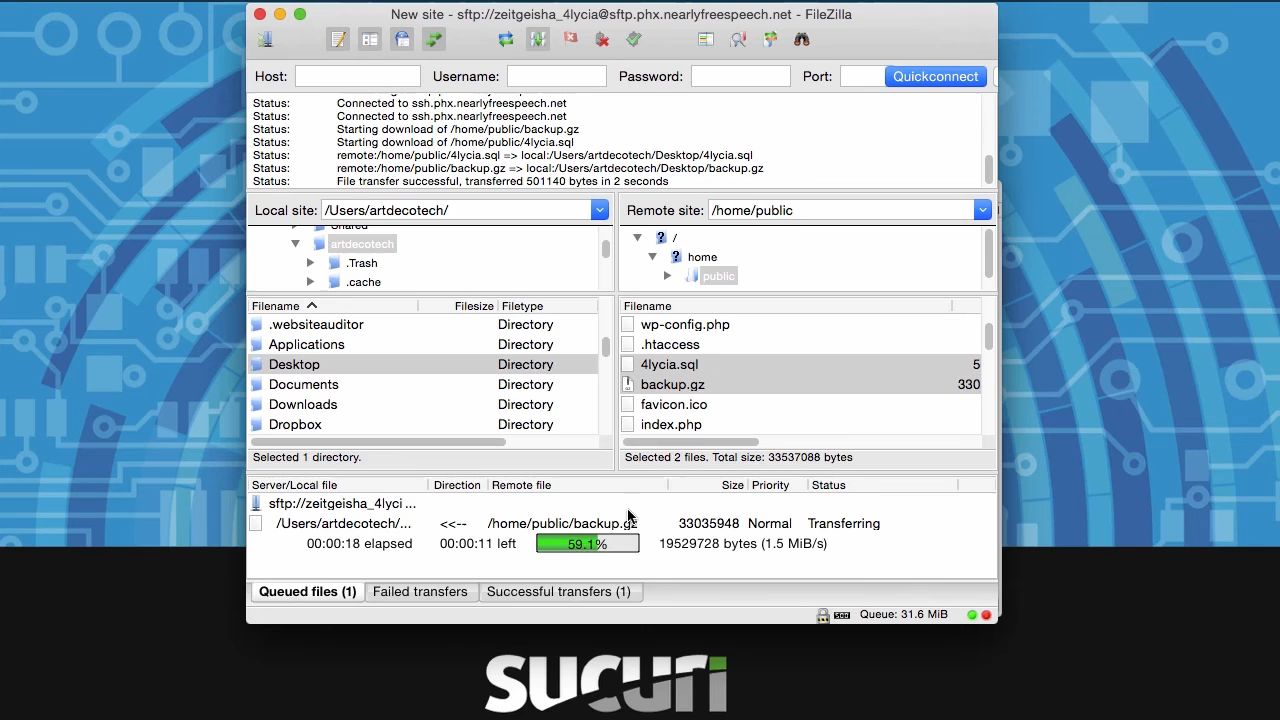 New site - sftp://zeitgeisha_4lycia@sftp.phx.nearlyfreespeech.net - FileZilla
Host: Username: Password: Port: Quickconnect
Status: Connected to ssh.phx.nearlyfreespeech.net
Status: Connected to ssh.phx.nearlyfreespeech.net
Status: Starting download of /home/public/backup.gz
Status: Starting download of /home/public/4lycia.sql
Status: remote:/home/public/4lycia.sql => local:/Users/artdecotech/Desktop/4lycia.sql
Status: remote:/home/public/backup.gz => local:/Users/artdecotech/Desktop/backup.gz
Status: File transfer successful, transferred 501140 bytes in 2 seconds
Local site: /Users/artdecotech/
Shared
artdecotech
.Trash
.cache
Remote site: /home/public
/
home
public
Filename Filesize Filetype
.websiteauditor Directory
Applications Directory
Desktop Directory
Documents Directory
Downloads Directory
Dropbox Directory
Selected 1 directory.
Filename
wp-config.php
.htaccess
4lycia.sql 5
backup.gz 330
favicon.ico
index.php
Selected 2 files. Total size: 33537088 bytes
Server/Local file Direction Remote file Size Priority Status
sftp://zeitgeisha_4lyci ...
/Users/artdecotech/... <<-- /home/public/backup.gz 33035948 Normal Transferring
00:00:18 elapsed 00:00:11 left 59.1% 19529728 bytes (1.5 MiB/s)
Queued files (1) Failed transfers Successful transfers (1)
Queue: 31.6 MiB
sucuri